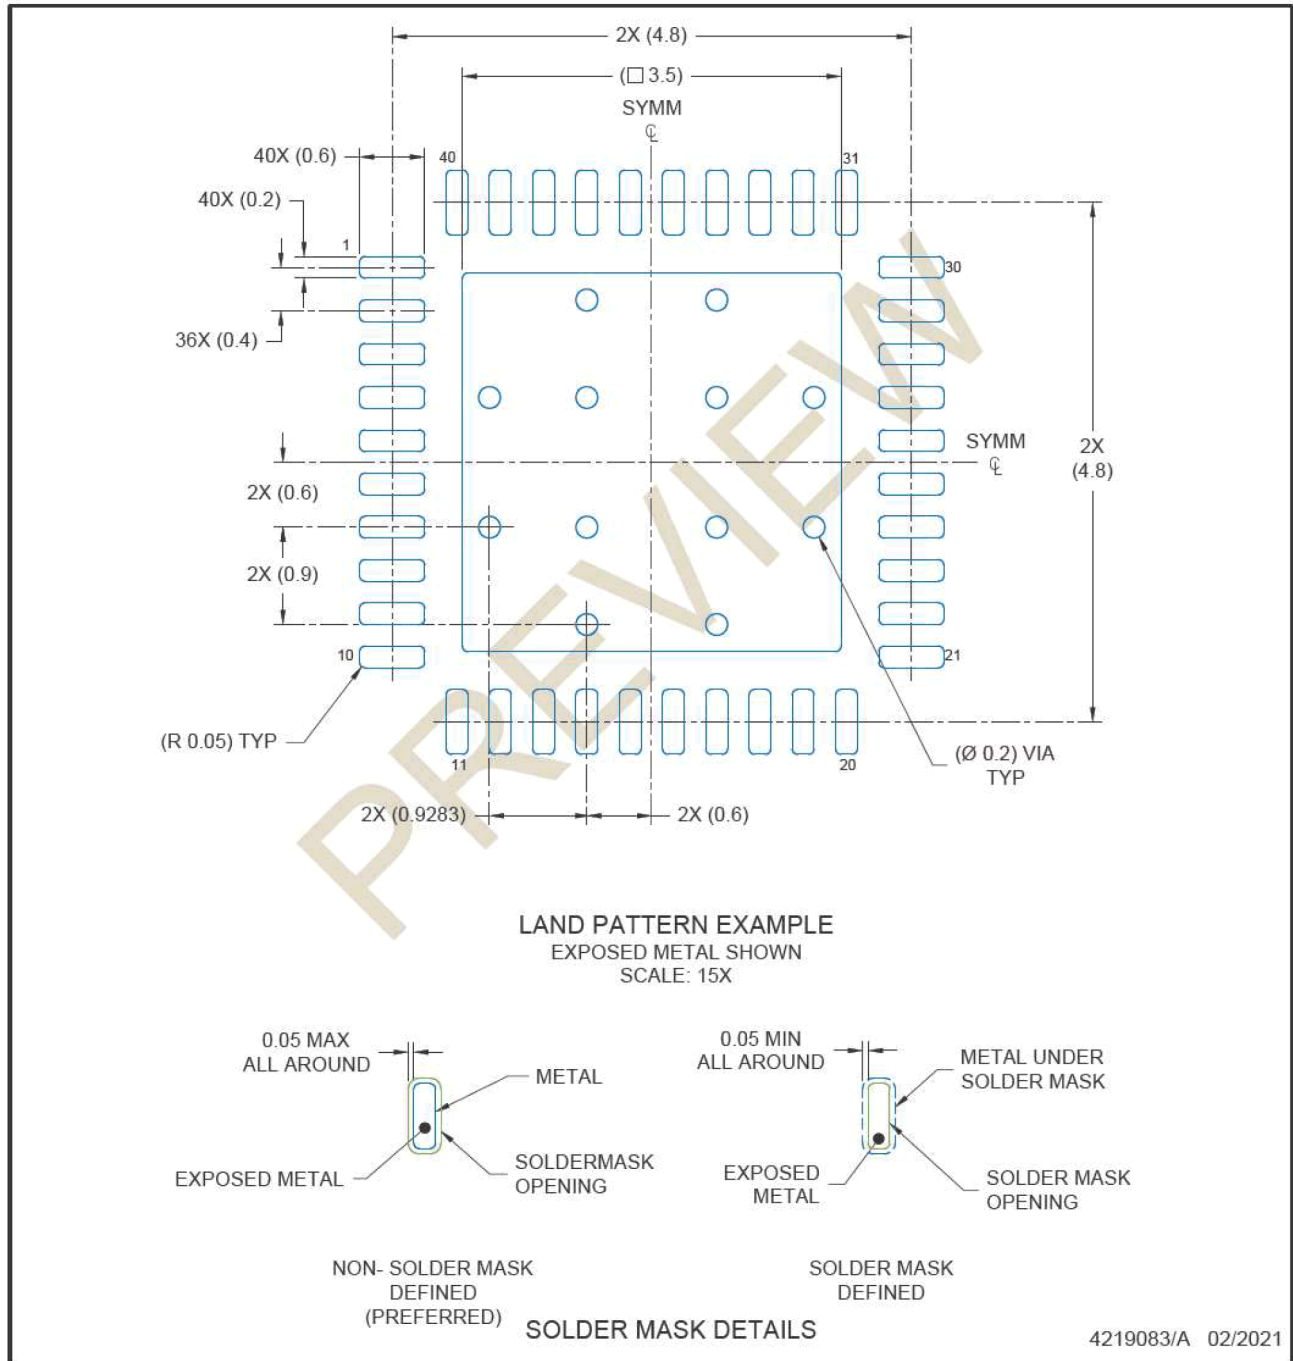 2X (4.8)
(□ 3.5)
SYMM
℄
40X (0.6)
40
31
40X (0.2)
1
30
36X (0.4)
SYMM
℄
2X
(4.8)
2X (0.6)
2X (0.9)
10
21
(R 0.05) TYP
11
20
(Ø 0.2) VIA
TYP
2X (0.9283)
2X (0.6)
PREVIEW
LAND PATTERN EXAMPLE
EXPOSED METAL SHOWN
SCALE: 15X
0.05 MAX
ALL AROUND
METAL
EXPOSED METAL
SOLDERMASK
OPENING
NON- SOLDER MASK
DEFINED
(PREFERRED)
0.05 MIN
ALL AROUND
METAL UNDER
SOLDER MASK
EXPOSED
METAL
SOLDER MASK
OPENING
SOLDER MASK
DEFINED
SOLDER MASK DETAILS
4219083/A 02/2021